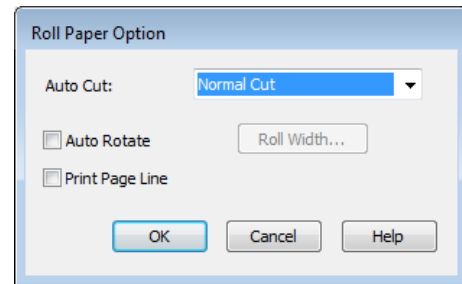 Roll Paper Option
Auto Cut: Normal Cut
Auto Rotate Roll Width...
Print Page Line
OK Cancel Help